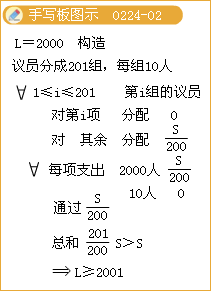 手写板图示 0224-02
L=2000 构造
议员分成201组，每组10人
∀ 1≤i≤201 第i组的议员
对第i项 分配 0
对 其余 分配 S/200
∀ 每项支出 2000人 S/200
10人 0
通过 S/200
总和 201/200 S>S
⇒ L≥2001